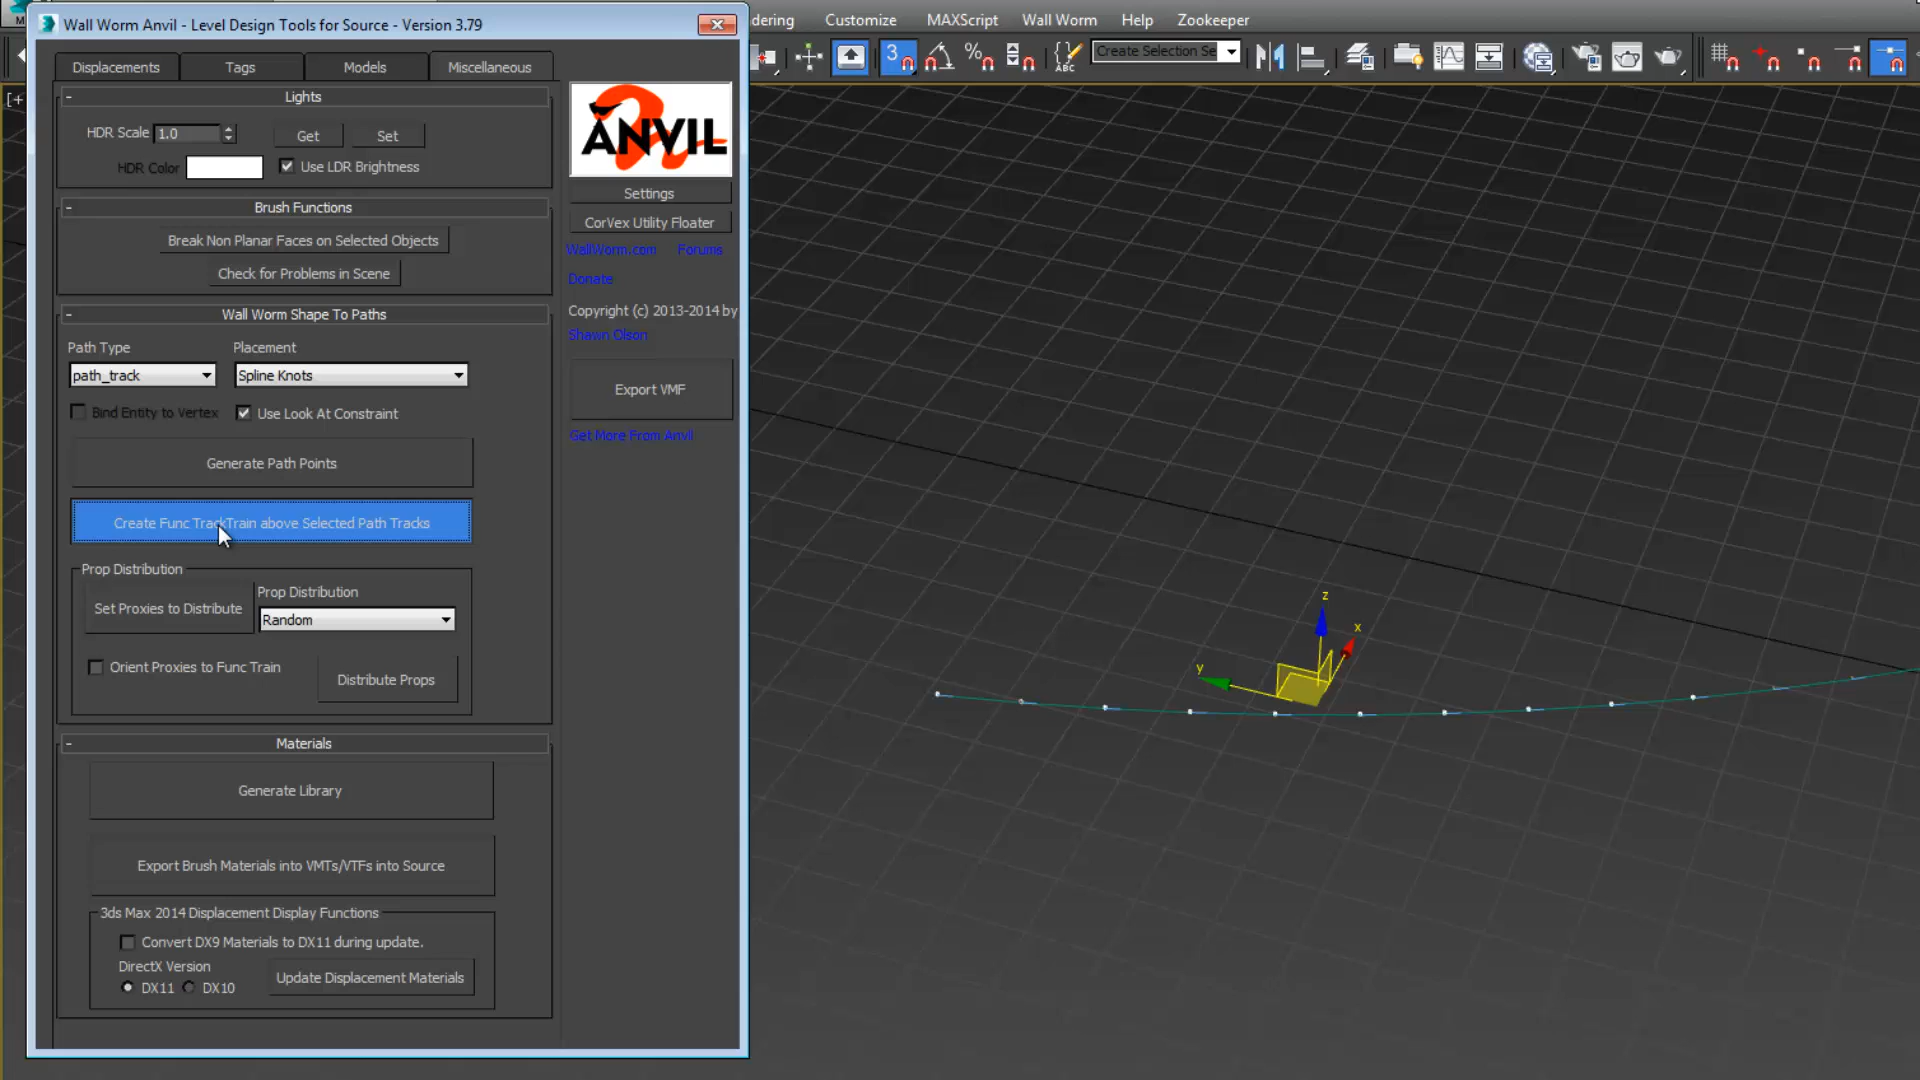 Wall Worm Anvil - Level Design Tools for Source - Version 3.79
dering Customize MAXScript Wall Worm Help Zookeeper
3 % ABC Create Selection Se
Displacements Tags Models Miscellaneous
[+
- Lights
HDR Scale 1.0 Get Set
HDR Color Use LDR Brightness
- Brush Functions
Break Non Planar Faces on Selected Objects
Check for Problems in Scene
- Wall Worm Shape To Paths
Path Type Placement
path_track Spline Knots
Bind Entity to Vertex Use Look At Constraint
Generate Path Points
Create Func TrackTrain above Selected Path Tracks
Prop Distribution
Set Proxies to Distribute Prop Distribution
Random
Orient Proxies to Func Train
Distribute Props
- Materials
Generate Library
Export Brush Materials into VMTs/VTFs into Source
3ds Max 2014 Displacement Display Functions
Convert DX9 Materials to DX11 during update.
DirectX Version
DX11 DX10
Update Displacement Materials
ANVIL
Settings
CorVex Utility Floater
WallWorm.com Forums
Donate
Copyright (c) 2013-2014 by
Shawn Olson
Export VMF
Get More From Anvil
z
x
y